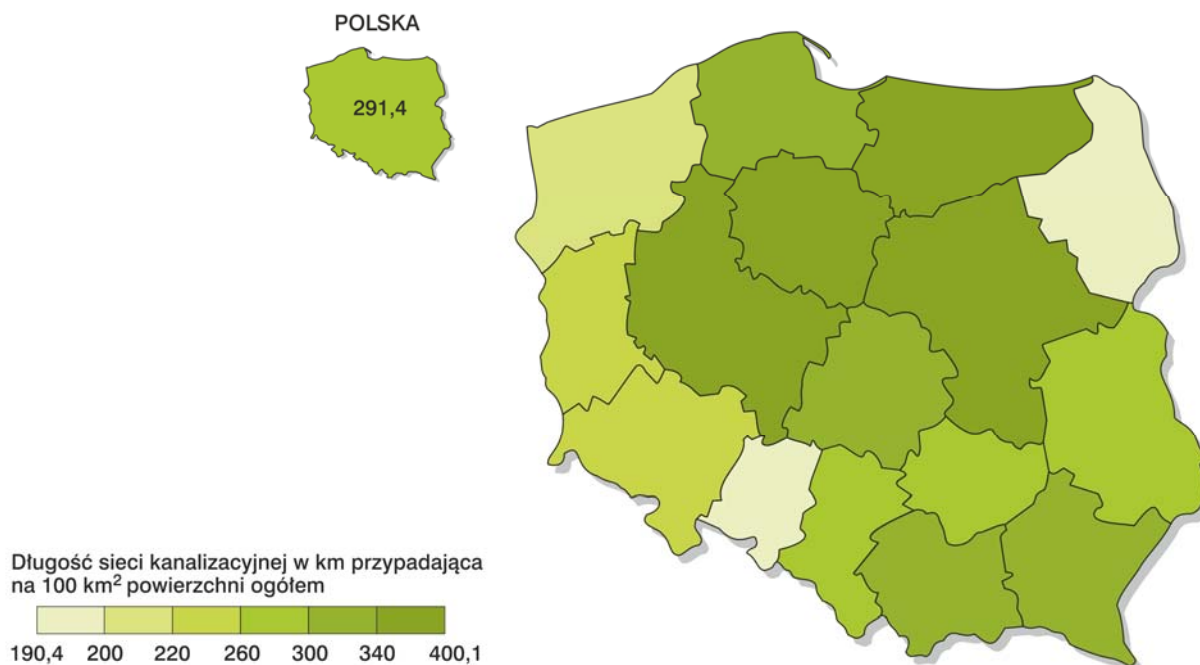 POLSKA
291,4
Długość sieci kanalizacyjnej w km przypadająca
na 100 km² powierzchni ogółem
190,4 200 220 260 300 340 400,1